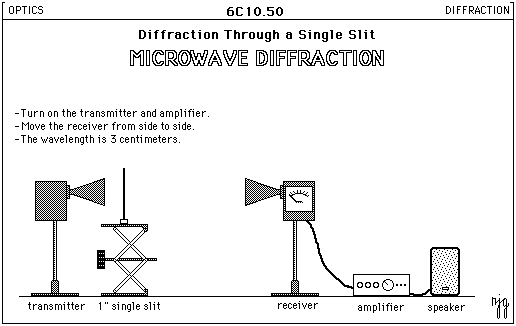 OPTICS
6C10.50
DIFFRACTION
Diffraction Through a Single Slit
MICROWAVE DIFFRACTION
-Turn on the transmitter and amplifier.
-Move the receiver from side to side.
-The wavelength is 3 centimeters.
transmitter
1" single slit
receiver
amplifier
speaker